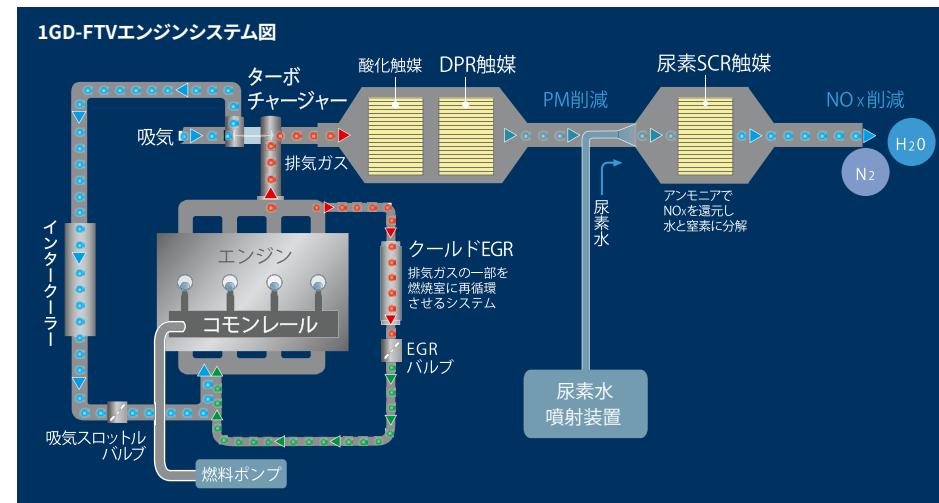 1GD-FTVエンジンシステム図
ターボ
チャージャー
酸化触媒
DPR触媒
尿素SCR触媒
吸気
排気ガス
PM削減
NOx削減
H2O
N2
尿素水
アンモニアで
NOxを還元し
水と窒素に分解
インタークーラー
エンジン
コモンレール
クールドEGR
排気ガスの一部を
燃焼室に再循環
させるシステム
EGR
バルブ
尿素水
噴射装置
吸気スロットル
バルブ
燃料ポンプ